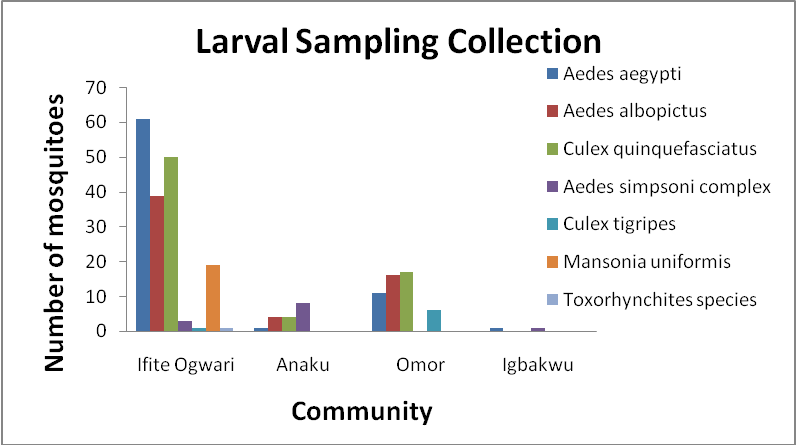 Larval Sampling Collection
Number of mosquitoes
70
60
50
40
30
20
10
0
Ifite Ogwari Anaku Omor Igbakwu
Community
Aedes aegypti
Aedes albopictus
Culex quinquefasciatus
Aedes simpsoni complex
Culex tigripes
Mansonia uniformis
Toxorhynchites species